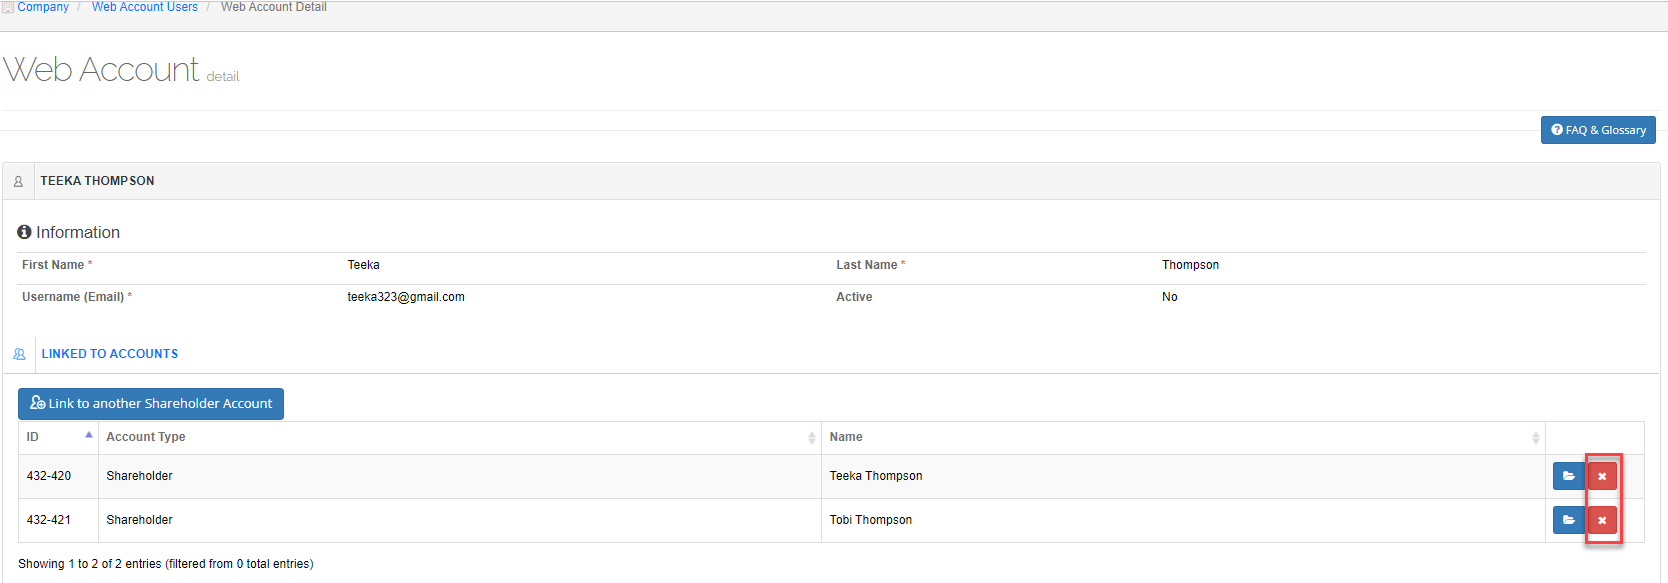 Company / Web Account Users / Web Account Detail
Web Account detail
FAQ & Glossary
TEEKA THOMPSON
Information
First Name * Teeka Last Name * Thompson
Username (Email) * teeka323@gmail.com Active No
LINKED TO ACCOUNTS
Link to another Shareholder Account
ID Account Type Name
432-420 Shareholder Teeka Thompson
432-421 Shareholder Tobi Thompson
Showing 1 to 2 of 2 entries (filtered from 0 total entries)